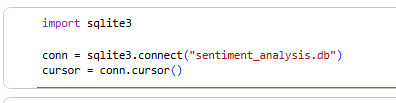 import sqlite3
conn = sqlite3.connect("sentiment_analysis.db")
cursor = conn.cursor()